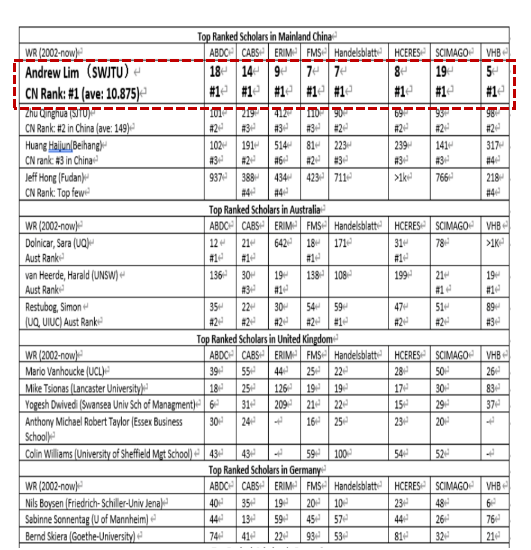 Top Ranked Scholars in Mainland China
WR (2002-now) ABDC CABS ERIM FMS Handelsblatt HCERES SCIMAGO VHB
Andrew Lim (SWJTU) 18 14 9 7 7 8 19 5
CN Rank: #1 (ave: 10.875) #1 #1 #1 #1 #1 #1 #1 #1
Zhu Qinghua (SJTU) 101 219 412 110 90 69 93 98
CN Rank: #2 in China (ave: 149) #2 #3 #3 #3 #2 #2 #2 #2
Huang Haijun(Beihang) 102 191 514 81 223 239 141 317
CN rank: #3 in China #3 #2 #6 #2 #3 #3 #3 #4
Jeff Hong (Fudan) 937 388 434 423 711 >1k 766 218
CN Rank: Top few #4 #4 #4
Top Ranked Scholars in Australia
WR (2002-now) ABDC CABS ERIM FMS Handelsblatt HCERES SCIMAGO VHB
Dolnicar, Sara (UQ) 12 21 642 18 171 31 78 >1K
Aust Rank #1 #1 #1 #1
van Heerde, Harald (UNSW) 136 30 19 138 108 199 21 19
Aust Rank #3 #1 #1 #1
Restubog, Simon 35 22 30 54 59 47 51 89
(UQ, UIUC) Aust Rank #2 #2 #2 #2 #1 #2 #2 #3
Top Ranked Scholars in United Kingdom
WR (2002-now) ABDC CABS ERIM FMS Handelsblatt HCERES SCIMAGO VHB
Mario Vanhoucke (UCL) 39 55 44 25 22 28 50 26
Mike Tsionas (Lancaster University) 18 25 126 19 19 17 30 83
Yogesh Dwivedi (Swansea Univ Sch of Managment) 6 31 209 21 22 15 29 37
Anthony Michael Robert Taylor (Essex Business 30 24 - 16 25 23 20 -
School)
Colin Williams (University of Sheffield Mgt School) 43 43 - 59 100 54 52 -
Top Ranked Scholars in Germany
WR (2002-now) ABDC CABS ERIM FMS Handelsblatt HCERES SCIMAGO VHB
Nils Boysen (Friedrich- Schiller-Univ Jena) 40 35 19 20 10 23 48 6
Sabinne Sonnentag (U of Mannheim) 44 13 59 45 57 44 26 76
Bernd Skiera (Goethe-University) 74 41 22 93 53 81 32 21